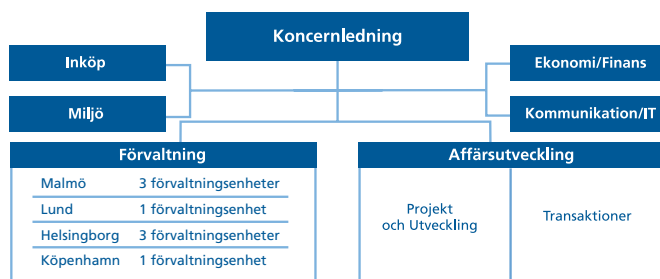 Koncernledning
Inköp
Ekonomi/Finans
Miljö
Kommunikation/IT
Förvaltning
Malmö 3 förvaltningsenheter
Lund 1 förvaltningsenhet
Helsingborg 3 förvaltningsenheter
Köpenhamn 1 förvaltningsenhet
Affärsutveckling
Projekt
och Utveckling
Transaktioner